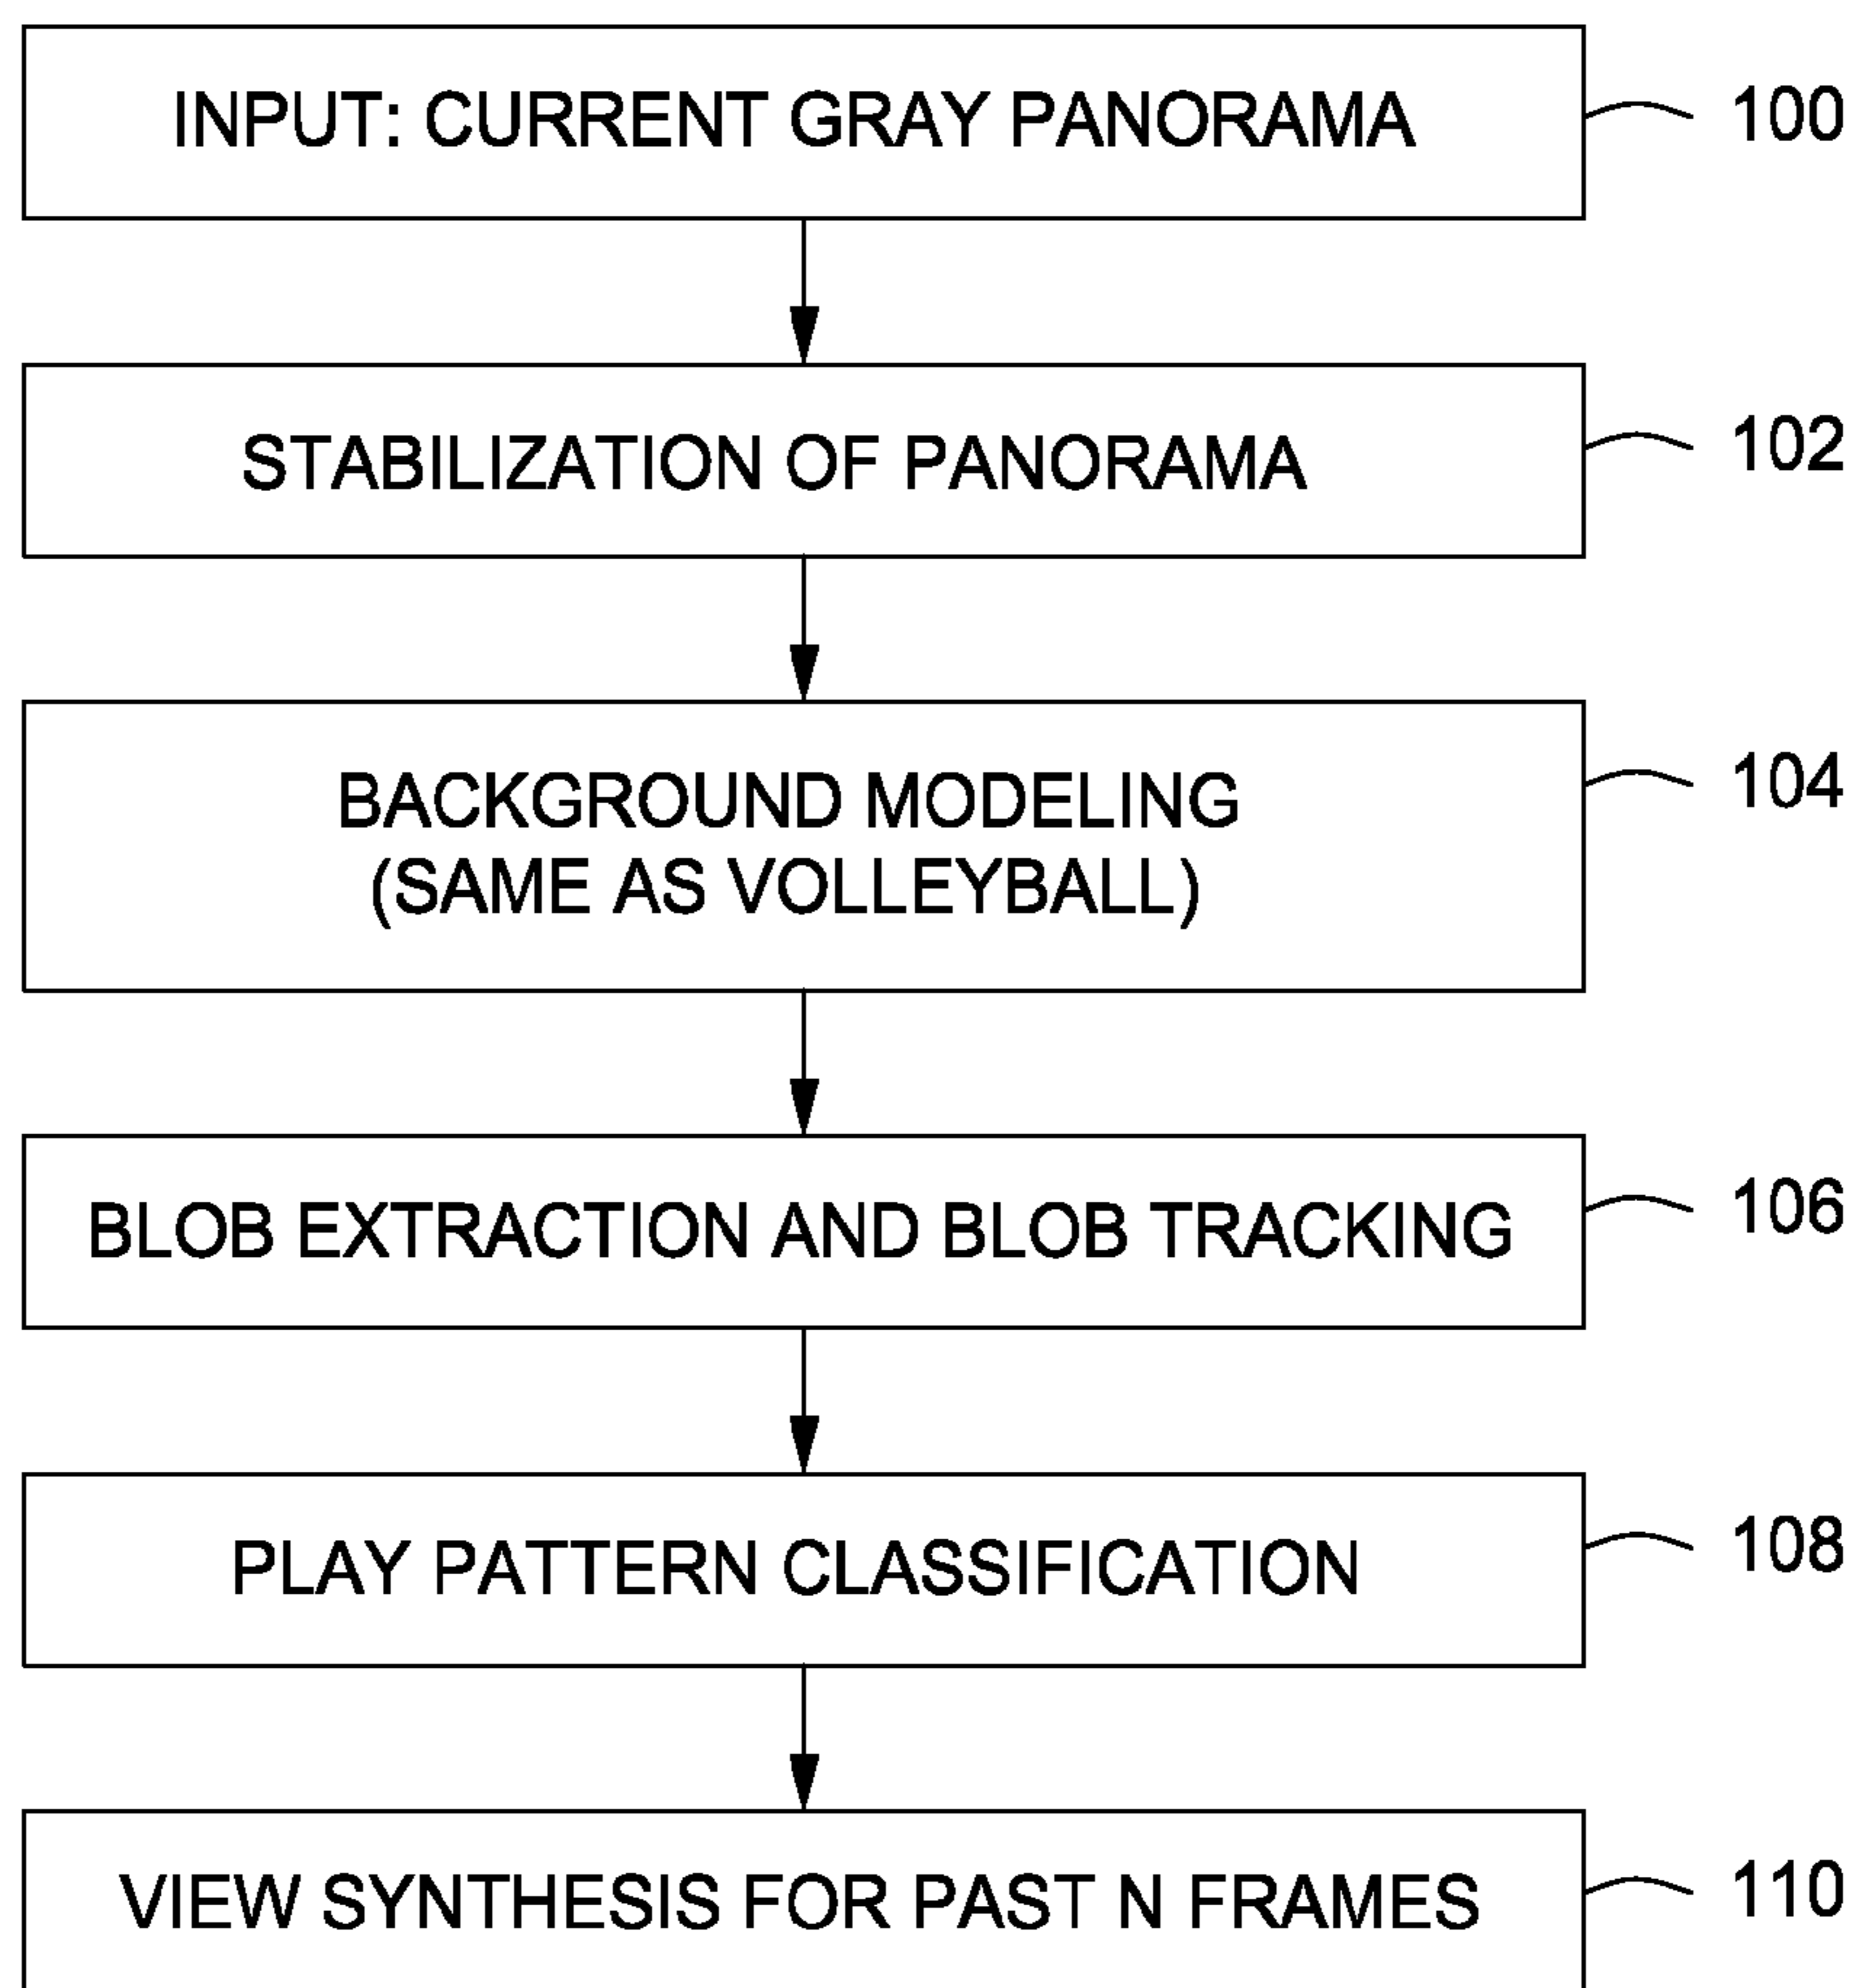 INPUT: CURRENT GRAY PANORAMA
100
STABILIZATION OF PANORAMA
102
BACKGROUND MODELING
(SAME AS VOLLEYBALL)
104
BLOB EXTRACTION AND BLOB TRACKING
106
PLAY PATTERN CLASSIFICATION
108
VIEW SYNTHESIS FOR PAST N FRAMES
110